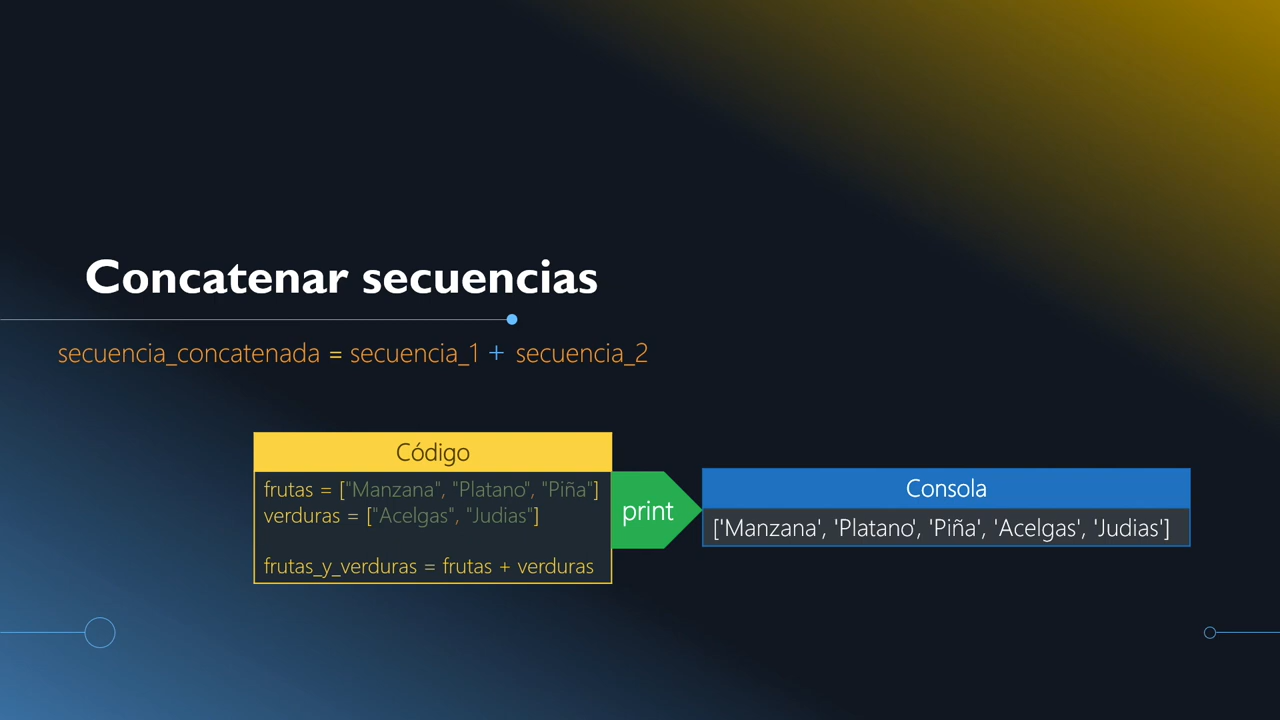 Concatenar secuencias
secuencia_concatenada = secuencia_1 + secuencia_2
Código
frutas = ["Manzana", "Platano", "Piña"]
verduras = ["Acelgas", "Judias"]
frutas_y_verduras = frutas + verduras
print
Consola
['Manzana', 'Platano', 'Piña', 'Acelgas', 'Judias']